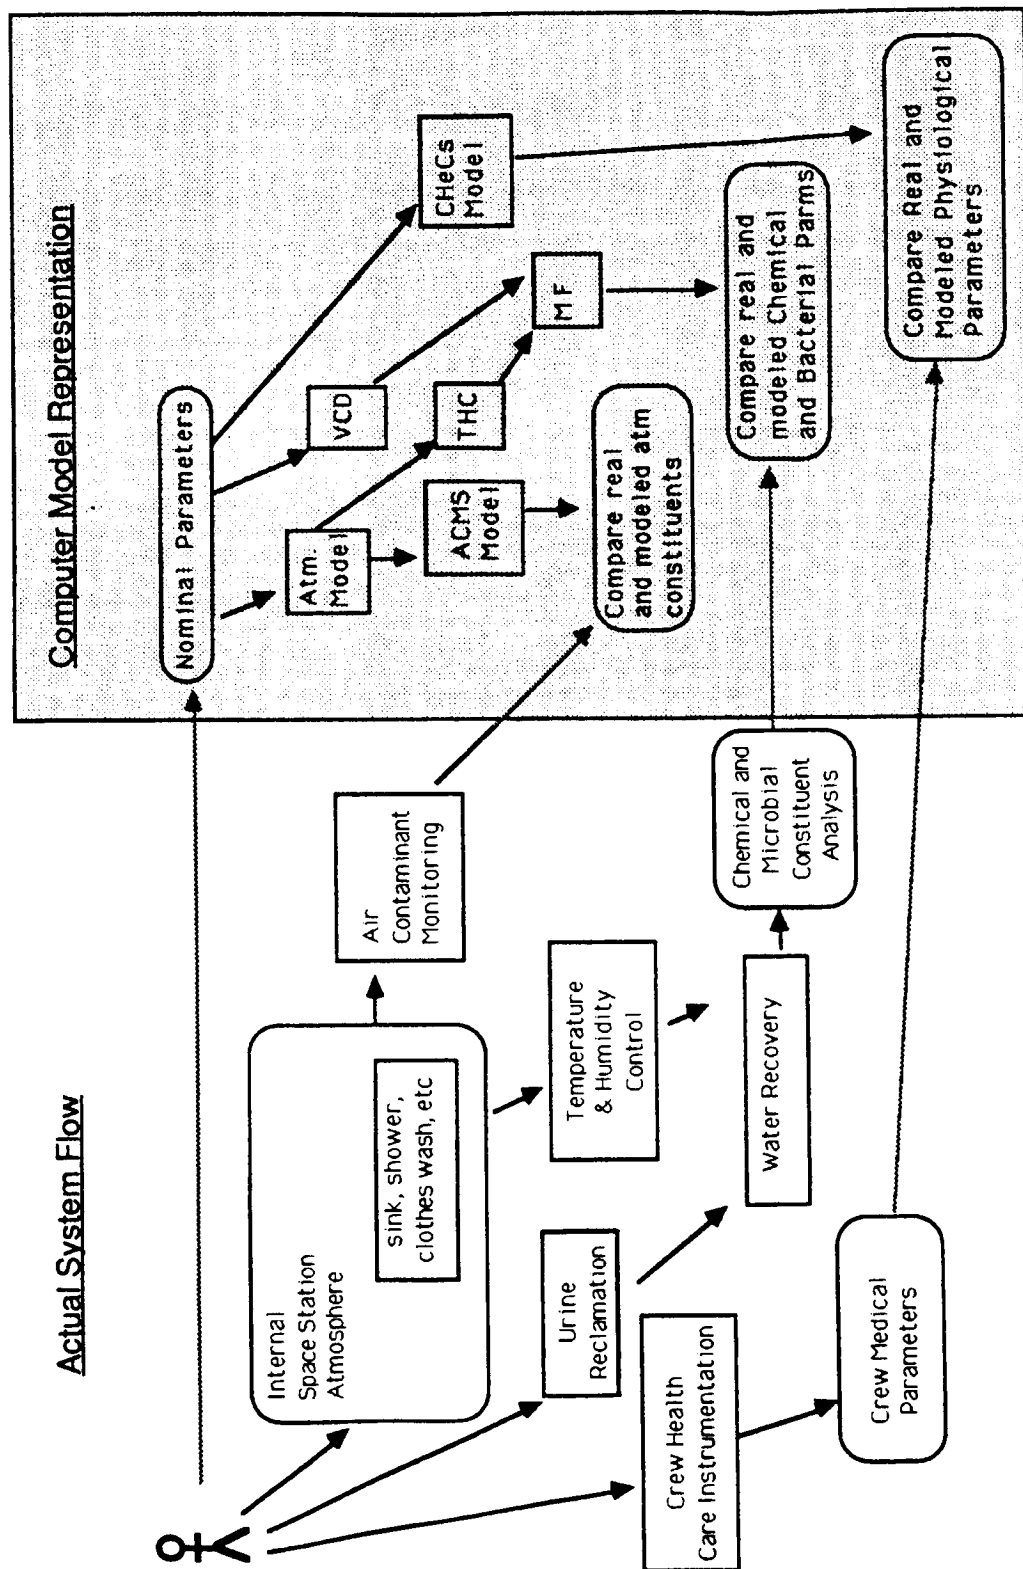 Actual System Flow
Internal
Space Station
Atmosphere
sink, shower,
clothes wash, etc
Air
Contaminant
Monitoring
Urine
Reclamation
Temperature
& Humidity
Control
Crew Health
Care Instrumentation
Water Recovery
Chemical and
Microbial
Constituent
Analysis
Crew Medical
Parameters
Computer Model Representation
Nominal Parameters
Atm.
Model
VCD
CHeCs
Model
ACMS
Model
THC
MF
Compare real
and modeled atm
constituents
Compare real and
modeled Chemical
and Bacterial Parms
Compare Real and
Modeled Physiological
Parameters